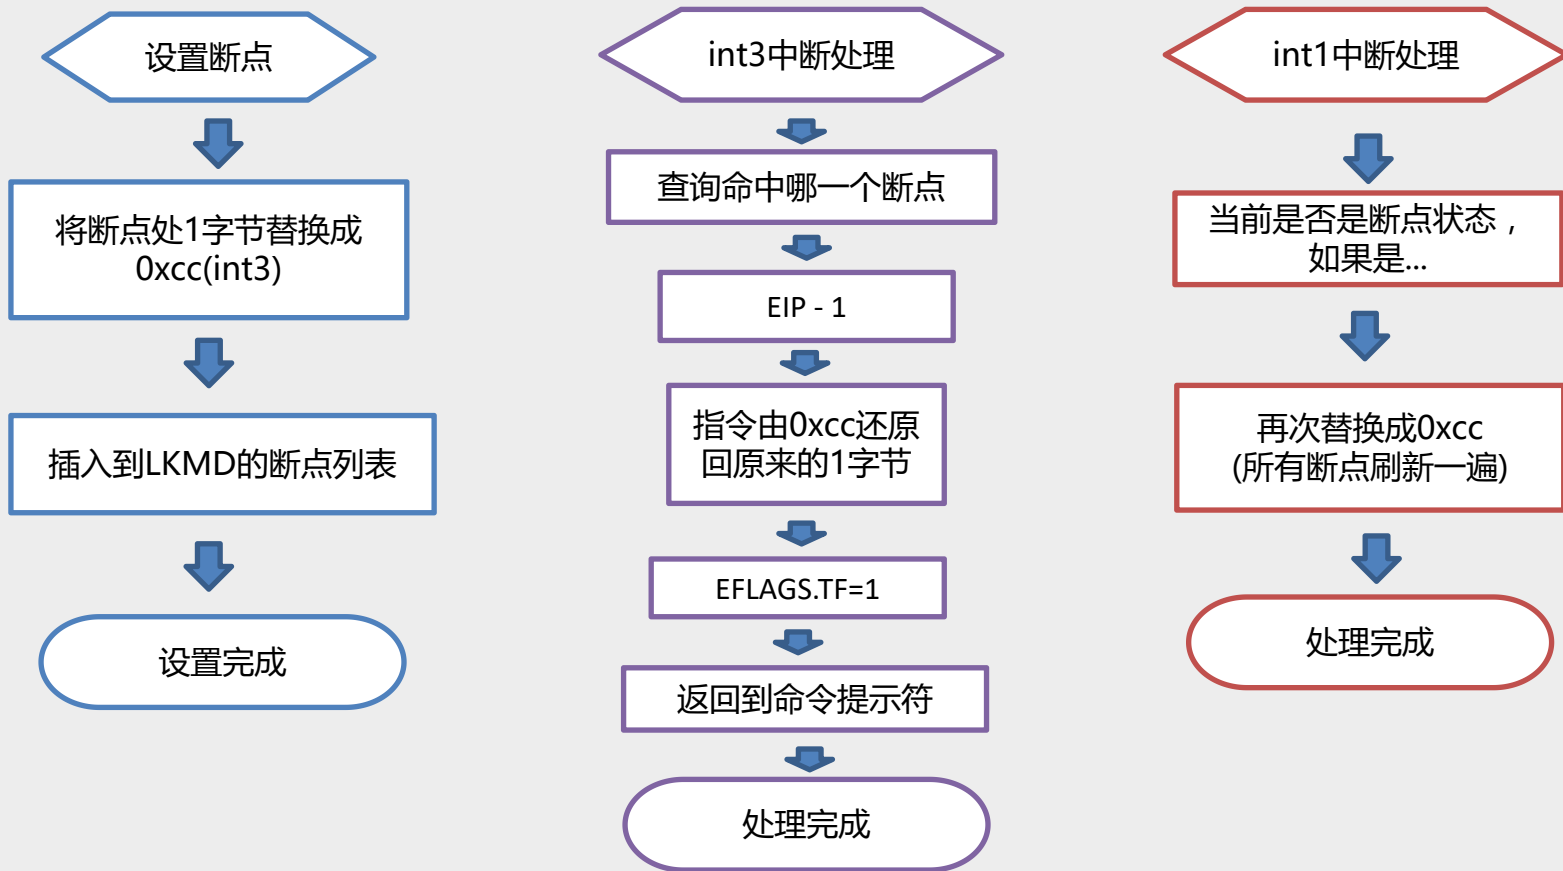 设置断点
将断点处1字节替换成
0xcc(int3)
插入到LKMD的断点列表
设置完成
int3中断处理
查询命中哪一个断点
EIP - 1
指令由0xcc还原
回原来的1字节
EFLAGS.TF=1
返回到命令提示符
处理完成
int1中断处理
当前是否是断点状态，
如果是...
再次替换成0xcc
(所有断点刷新一遍)
处理完成